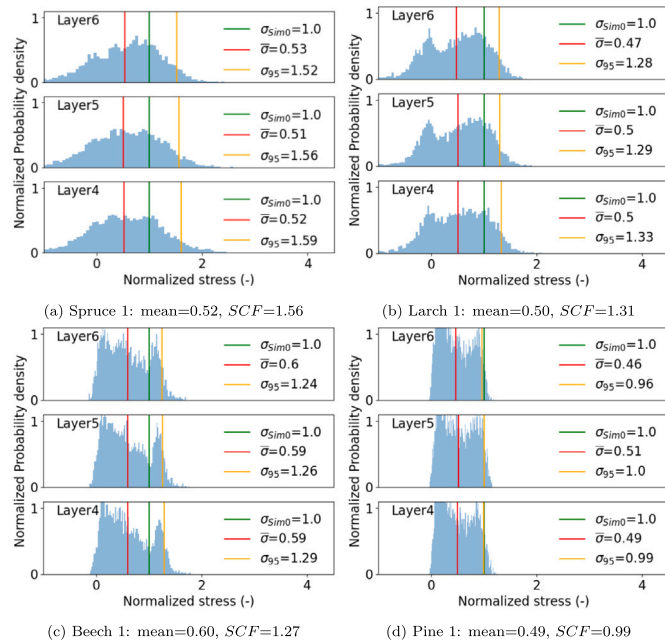 Normalized Probability density
Layer6
σSim0=1.0
σ̅=0.53
σ95=1.52
1
0
Layer5
σSim0=1.0
σ̅=0.51
σ95=1.56
1
0
Layer4
σSim0=1.0
σ̅=0.52
σ95=1.59
1
0
0 2 4
Normalized stress (-)
(a) Spruce 1: mean=0.52, SCF=1.56
Normalized Probability density
Layer6
σSim0=1.0
σ̅=0.47
σ95=1.28
1
0
Layer5
σSim0=1.0
σ̅=0.5
σ95=1.29
1
0
Layer4
σSim0=1.0
σ̅=0.5
σ95=1.33
1
0
0 2 4
Normalized stress (-)
(b) Larch 1: mean=0.50, SCF=1.31
Normalized Probability density
Layer6
σSim0=1.0
σ̅=0.6
σ95=1.24
1
0
Layer5
σSim0=1.0
σ̅=0.59
σ95=1.26
1
0
Layer4
σSim0=1.0
σ̅=0.59
σ95=1.29
1
0
0 2 4
Normalized stress (-)
(c) Beech 1: mean=0.60, SCF=1.27
Normalized Probability density
Layer6
σSim0=1.0
σ̅=0.46
σ95=0.96
1
0
Layer5
σSim0=1.0
σ̅=0.51
σ95=1.0
1
0
Layer4
σSim0=1.0
σ̅=0.49
σ95=0.99
1
0
0 2 4
Normalized stress (-)
(d) Pine 1: mean=0.49, SCF=0.99